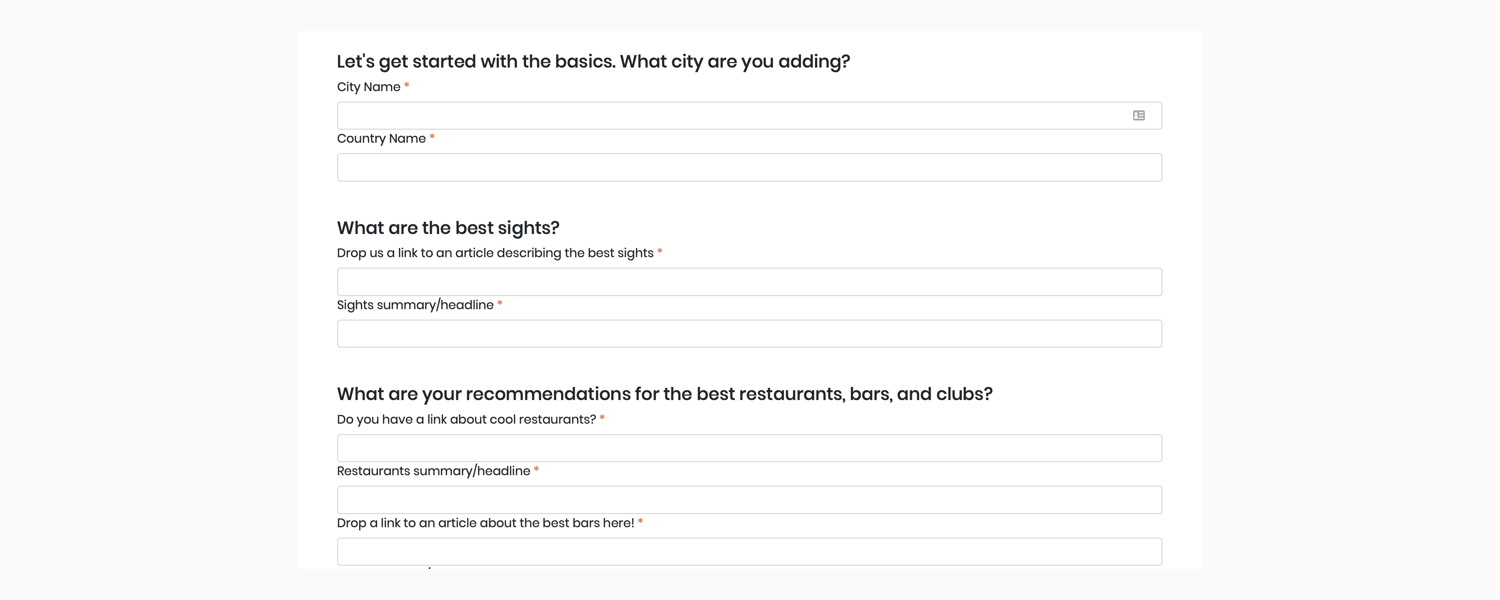 Let's get started with the basics. What city are you adding?
City Name *
Country Name *
What are the best sights?
Drop us a link to an article describing the best sights *
Sights summary/headline *
What are your recommendations for the best restaurants, bars, and clubs?
Do you have a link about cool restaurants? *
Restaurants summary/headline *
Drop a link to an article about the best bars here! *